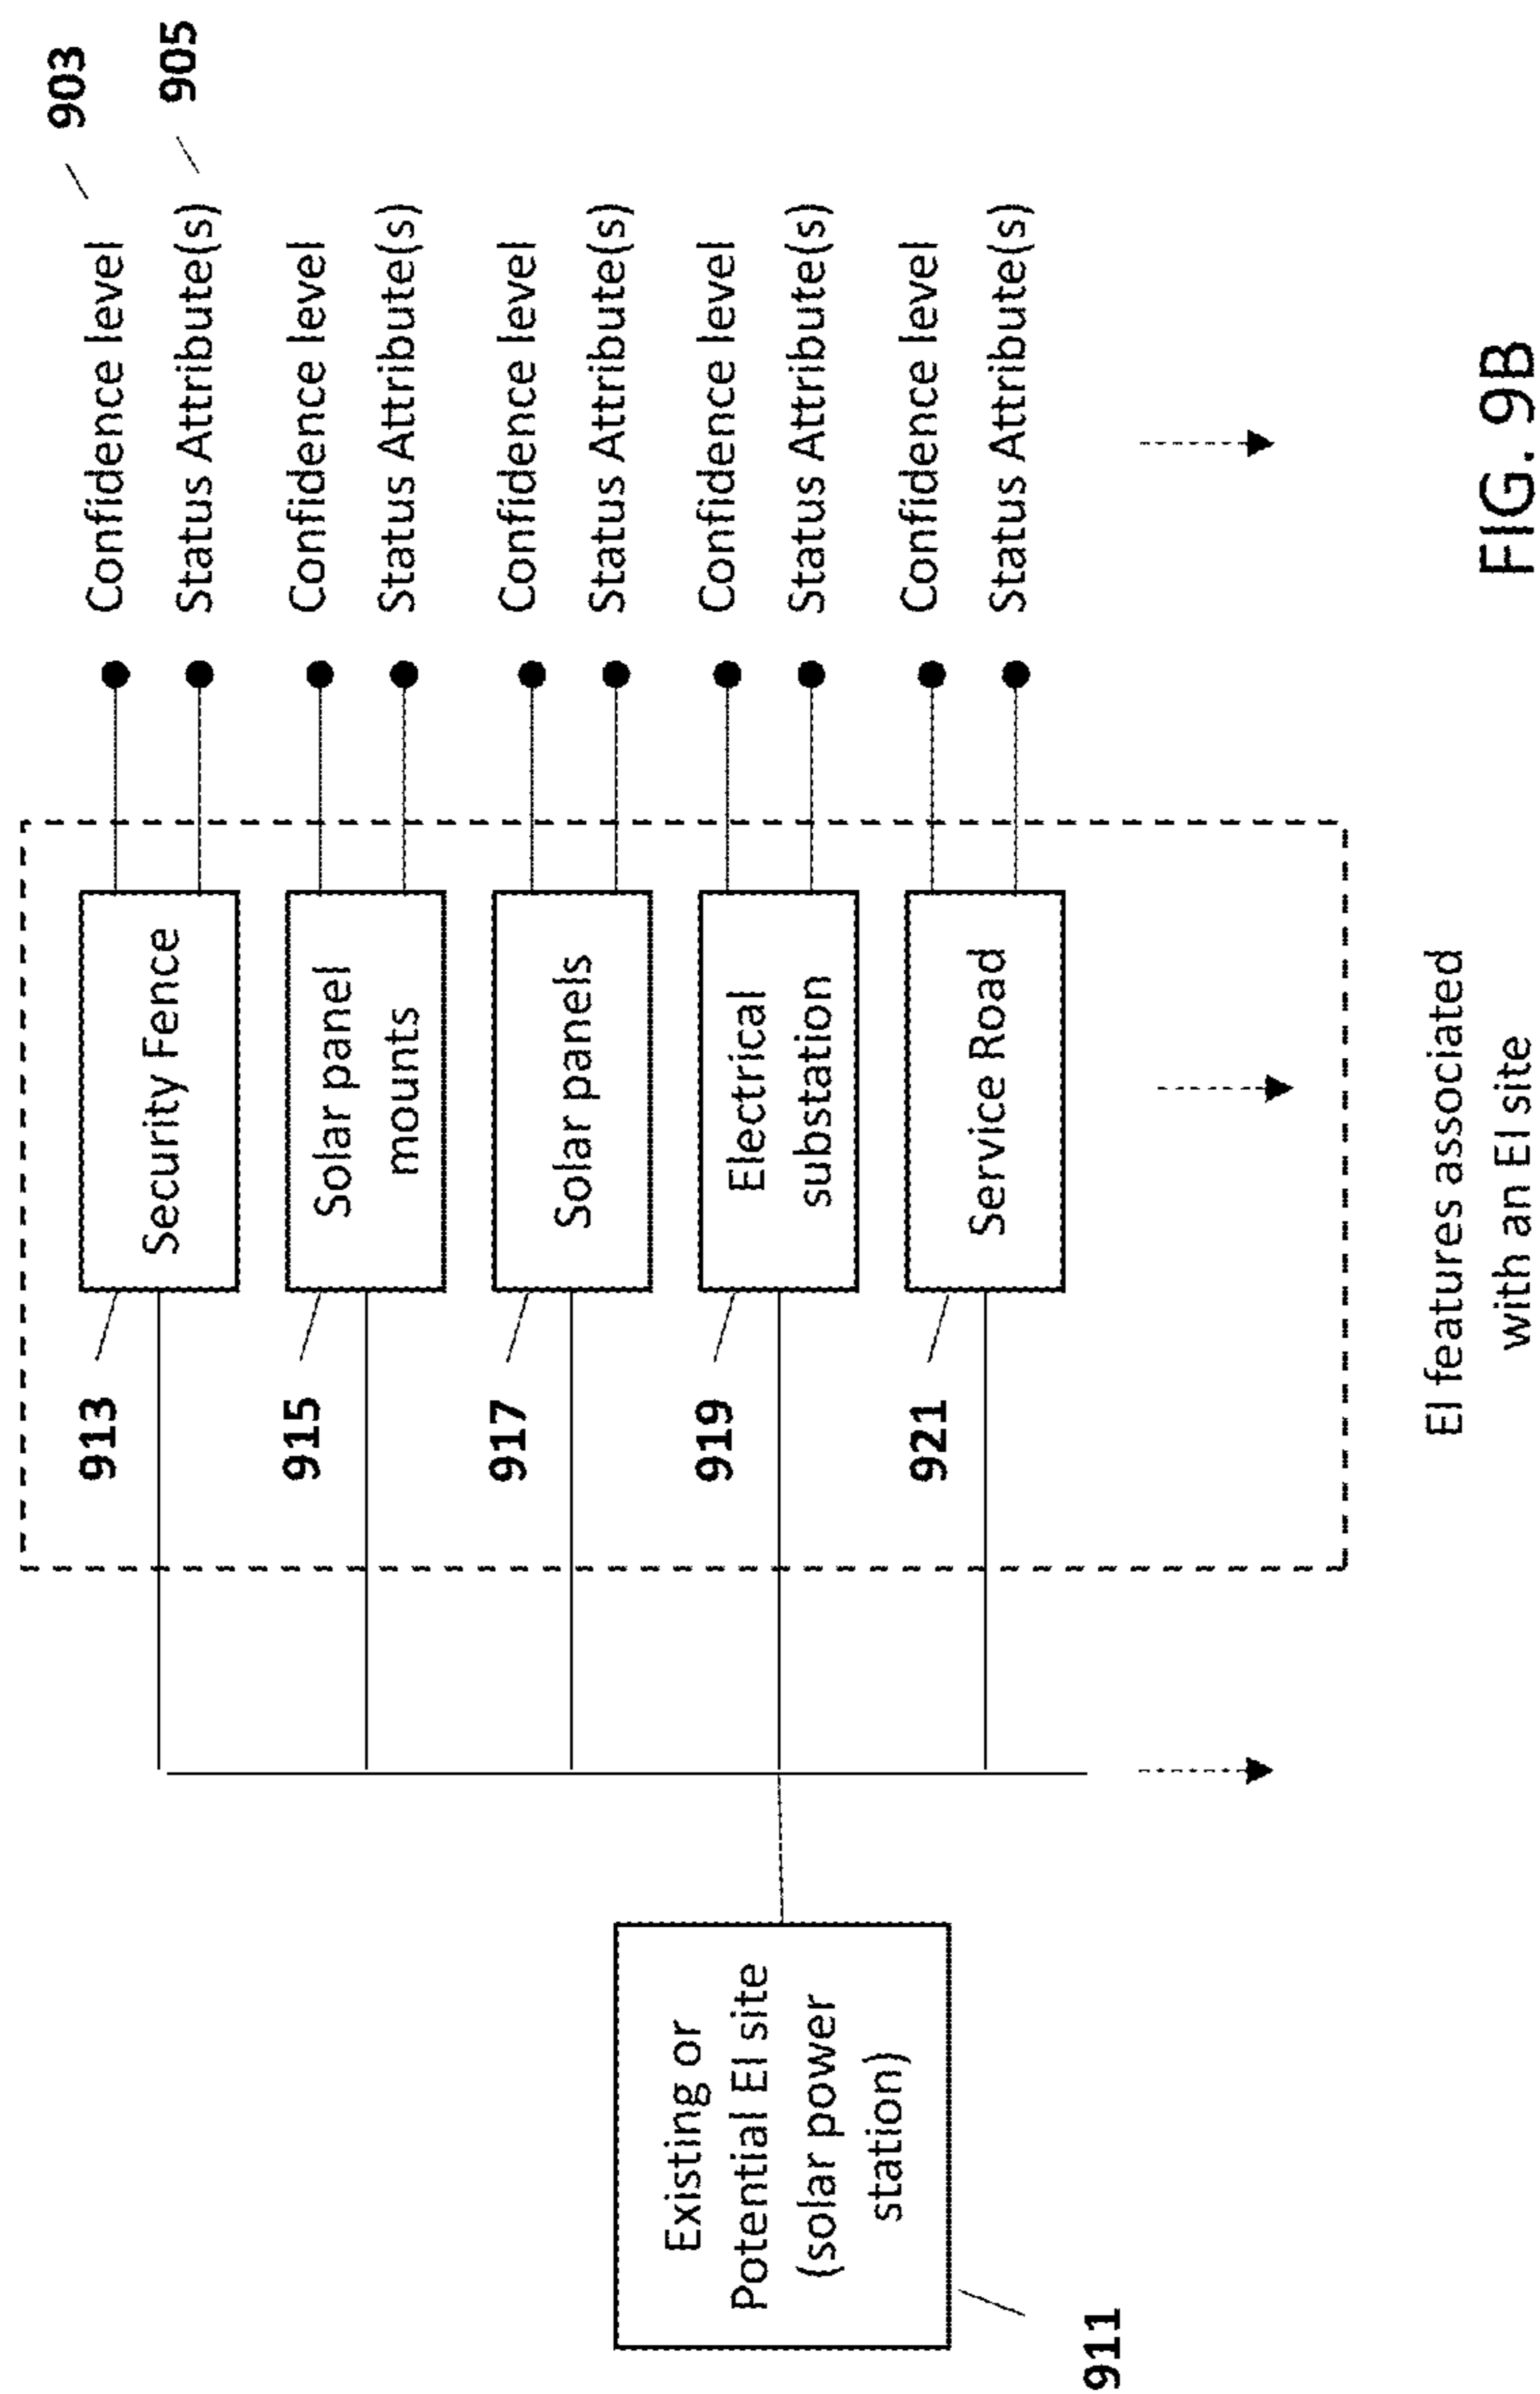 903
Confidence level
Status Attribute(s)
905
913
Security Fence
Confidence level
Status Attribute(s)
915
Solar panel
mounts
Confidence level
Status Attribute(s)
917
Solar panels
Confidence level
Status Attribute(s)
919
Electrical
substation
Confidence level
Status Attribute(s)
921
Service Road
Existing or
Potential EI site
(solar power
station)
911
EI features associated
with an EI site
FIG. 9B